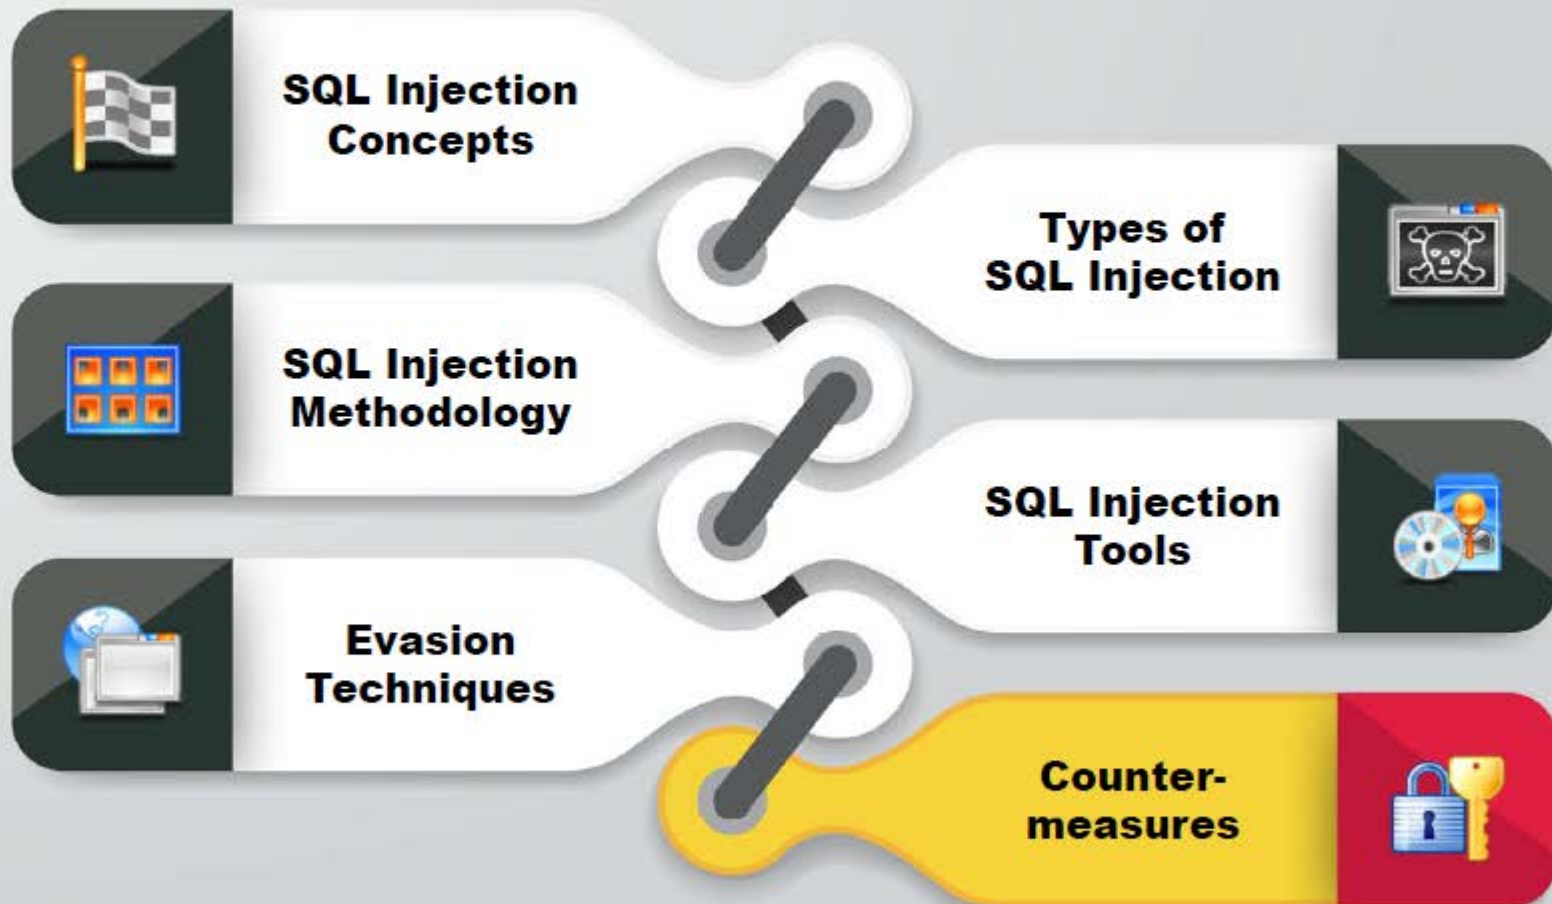 SQL Injection
Concepts
Types of
SQL Injection
SQL Injection
Methodology
SQL Injection
Tools
Evasion
Techniques
Counter-
measures